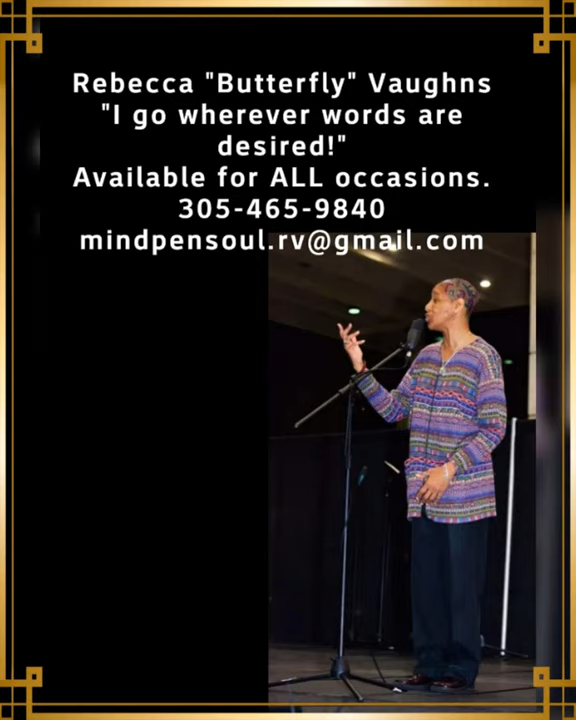 Rebecca "Butterfly" Vaughns
"I go wherever words are
desired!"
Available for ALL occasions.
305-465-9840
mindpensoul.rv@gmail.com